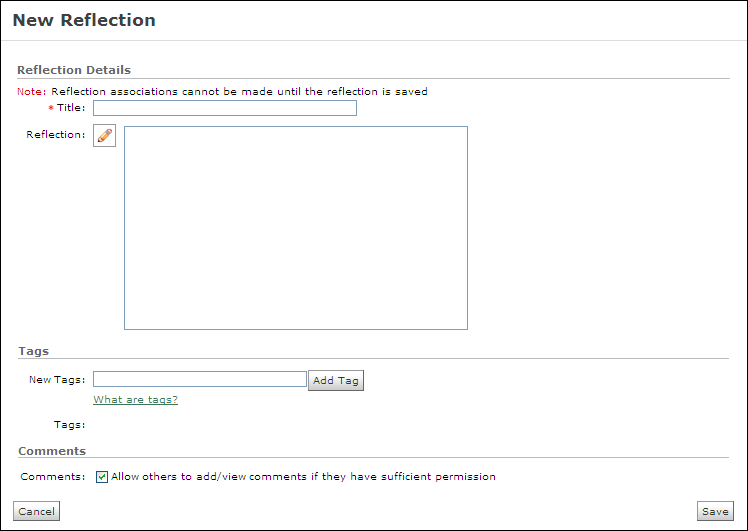 New Reflection
Reflection Details
Note: Reflection associations cannot be made until the reflection is saved
* Title:
Reflection:
Tags
New Tags: Add Tag
What are tags?
Tags:
Comments
Comments: Allow others to add/view comments if they have sufficient permission
Cancel Save